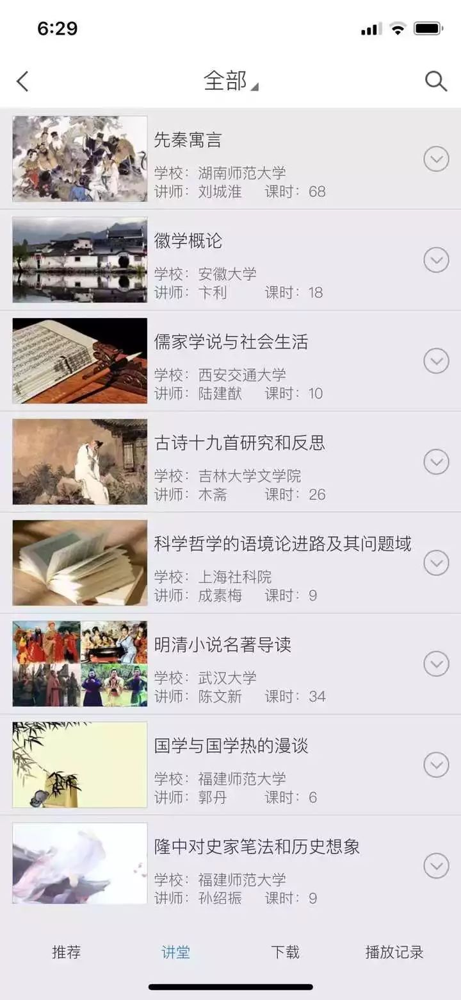 6:29
全部
先秦寓言
学校：湖南师范大学
讲师：刘城淮 课时：68
徽学概论
学校：安徽大学
讲师：卞利 课时：18
儒家学说与社会生活
学校：西安交通大学
讲师：陆建猷 课时：10
古诗十九首研究和反思
学校：吉林大学文学院
讲师：木斋 课时：26
科学哲学的语境论进路及其问题域
学校：上海社科院
讲师：成素梅 课时：9
明清小说名著导读
学校：武汉大学
讲师：陈文新 课时：34
国学与国学热的漫谈
学校：福建师范大学
讲师：郭丹 课时：6
隆中对史家笔法和历史想象
学校：福建师范大学
讲师：孙绍振 课时：9
推荐 讲堂 下载 播放记录